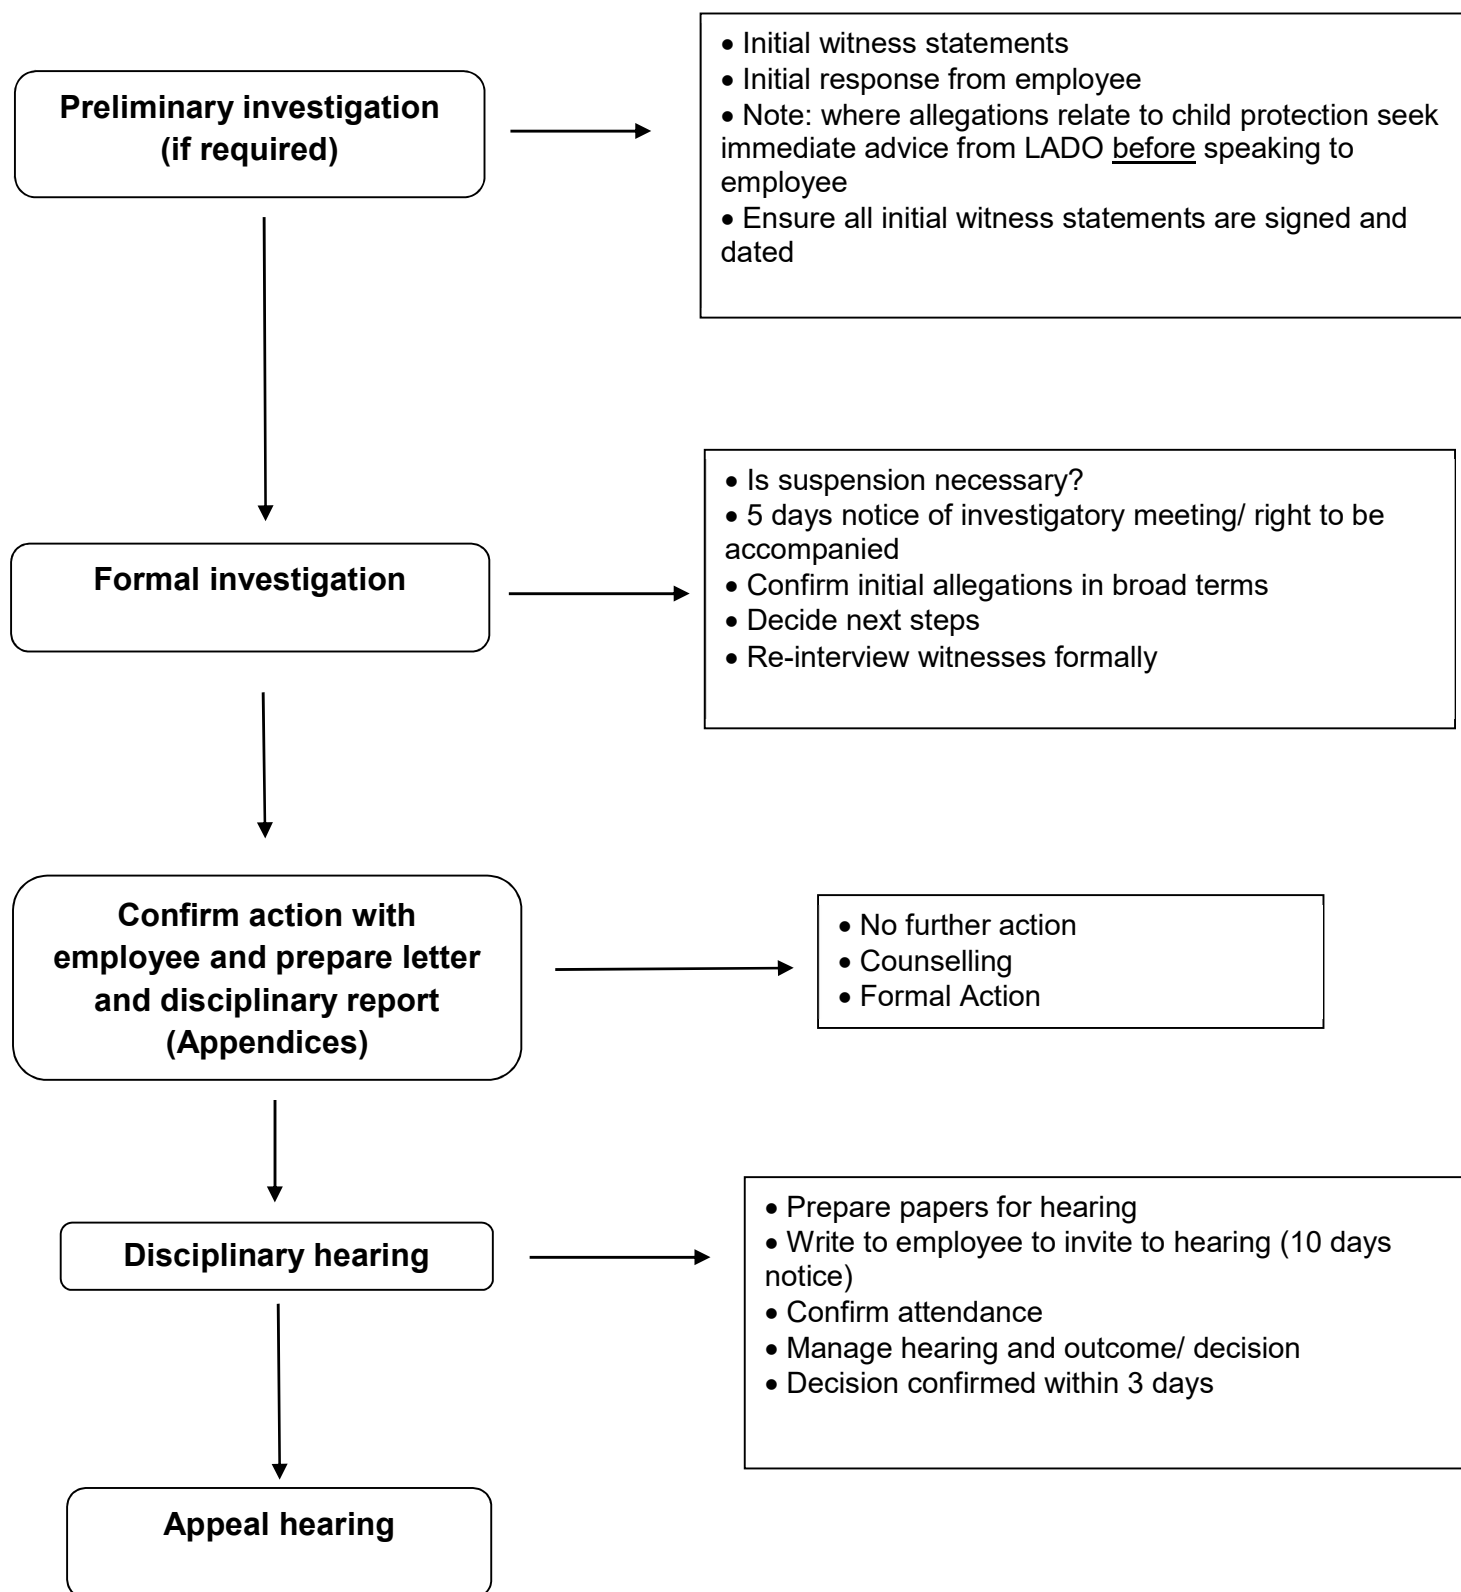 Preliminary investigation
(if required)
• Initial witness statements
• Initial response from employee
• Note: where allegations relate to child protection seek
immediate advice from LADO before speaking to
employee
• Ensure all initial witness statements are signed and
dated
Formal investigation
• Is suspension necessary?
• 5 days notice of investigatory meeting/ right to be
accompanied
• Confirm initial allegations in broad terms
• Decide next steps
• Re-interview witnesses formally
Confirm action with
employee and prepare letter
and disciplinary report
(Appendices)
• No further action
• Counselling
• Formal Action
Disciplinary hearing
• Prepare papers for hearing
• Write to employee to invite to hearing (10 days
notice)
• Confirm attendance
• Manage hearing and outcome/ decision
• Decision confirmed within 3 days
Appeal hearing